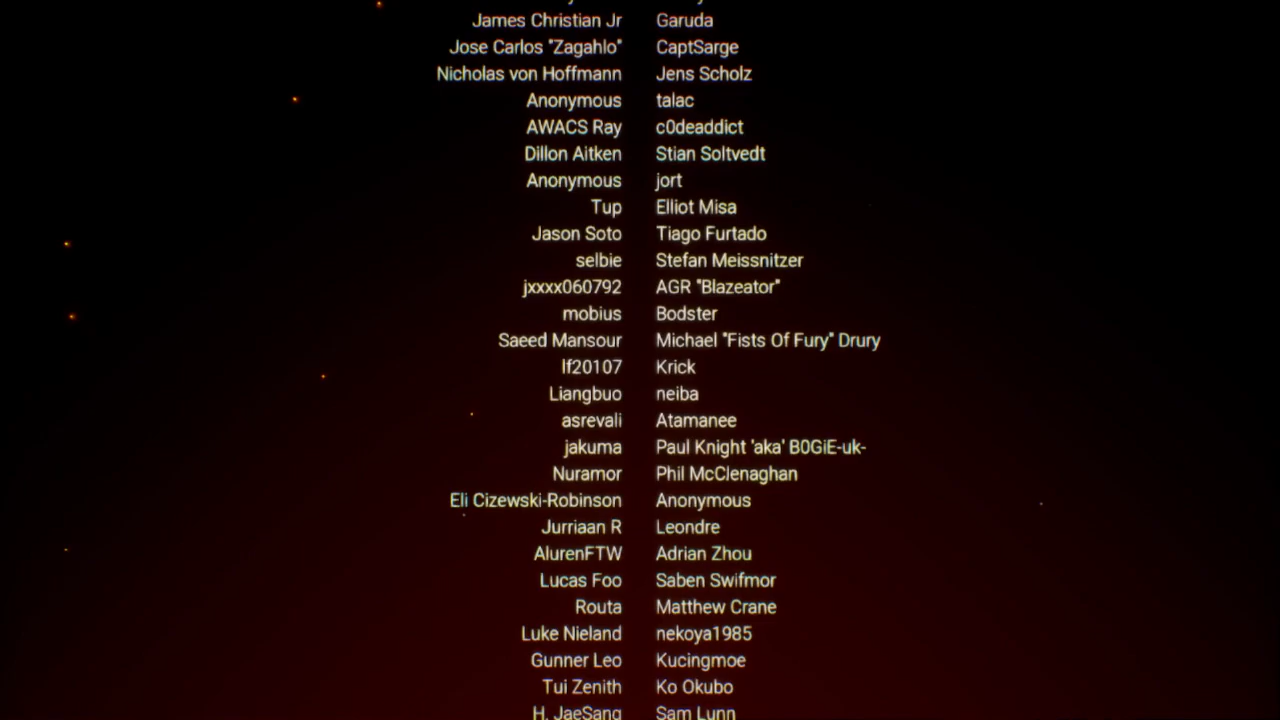 James Christian Jr Garuda
Jose Carlos "Zagahlo" CaptSarge
Nicholas von Hoffmann Jens Scholz
Anonymous talac
AWACS Ray c0deaddict
Dillon Aitken Stian Soltvedt
Anonymous jort
Tup Elliot Misa
Jason Soto Tiago Furtado
selbie Stefan Meissnitzer
jxxxx060792 AGR "Blazeator"
mobius Bodster
Saeed Mansour Michael "Fists Of Fury" Drury
lf20107 Krick
Liangbuo neiba
asrevali Atamanee
jakuma Paul Knight 'aka' B0GiE-uk-
Nuramor Phil McClenaghan
Eli Cizewski-Robinson Anonymous
Jurriaan R Leondre
AlurenFTW Adrian Zhou
Lucas Foo Saben Swifmor
Routa Matthew Crane
Luke Nieland nekoya1985
Gunner Leo Kucingmoe
Tui Zenith Ko Okubo
H. JaeSang Sam Lunn